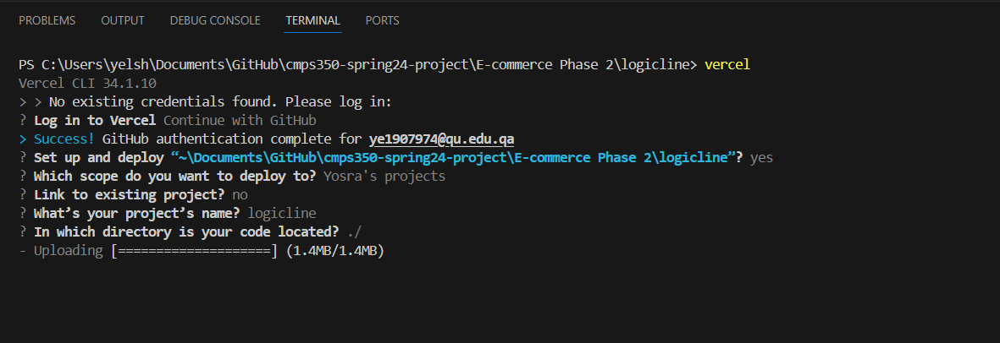 PROBLEMS OUTPUT DEBUG CONSOLE TERMINAL PORTS
PS C:\Users\yelsh\Documents\GitHub\cmps350-spring24-project\E-commerce Phase 2\logicline> vercel
Vercel CLI 34.1.10
> > No existing credentials found. Please log in:
? Log in to Vercel Continue with GitHub
> Success! GitHub authentication complete for ye1907974@qu.edu.qa
? Set up and deploy “~\Documents\GitHub\cmps350-spring24-project\E-commerce Phase 2\logicline”? yes
? Which scope do you want to deploy to? Yosra's projects
? Link to existing project? no
? What’s your project’s name? logicline
? In which directory is your code located? ./
- Uploading [====================] (1.4MB/1.4MB)